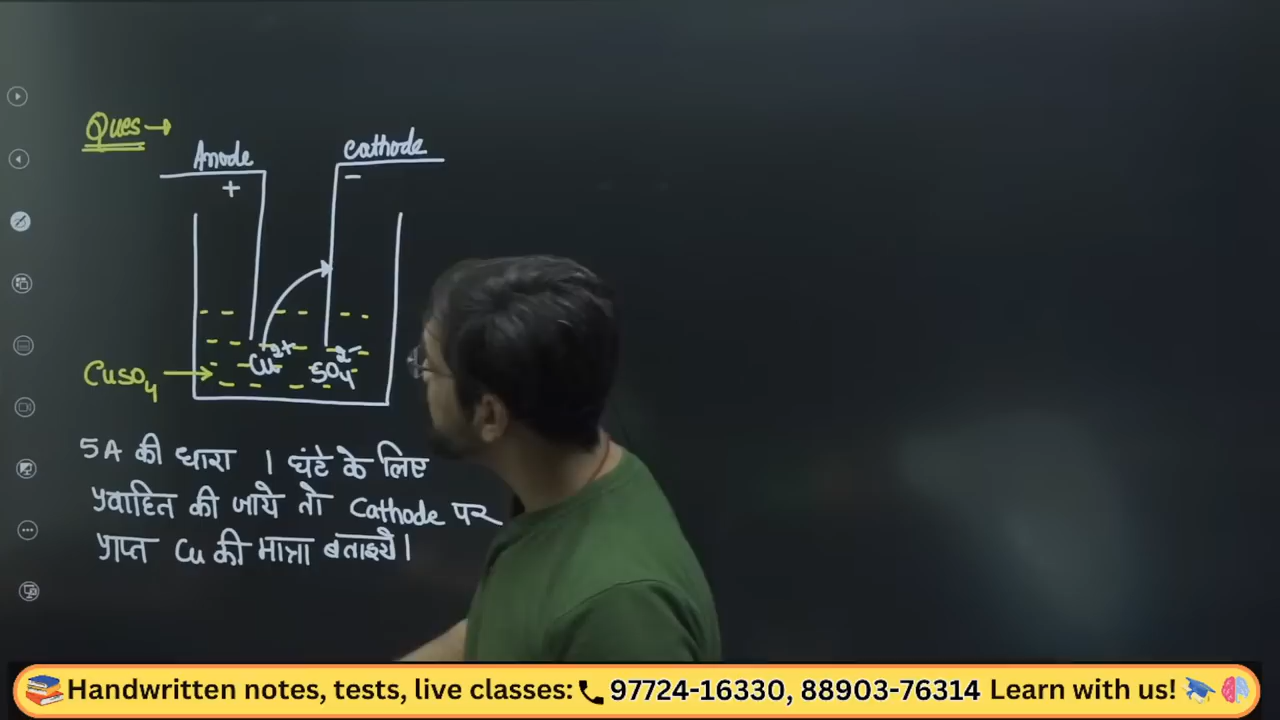 Ques →
Anode
Cathode
+
−
Cu²⁺ SO₄²⁻
CuSO₄ →
5A की धारा 1 घंटे के लिए
प्रवाहित की जाये तो Cathode पर
प्राप्त Cu की मात्रा बताइये।
📚Handwritten notes, tests, live classes:📞97724-16330, 88903-76314 Learn with us! 🎓🧠